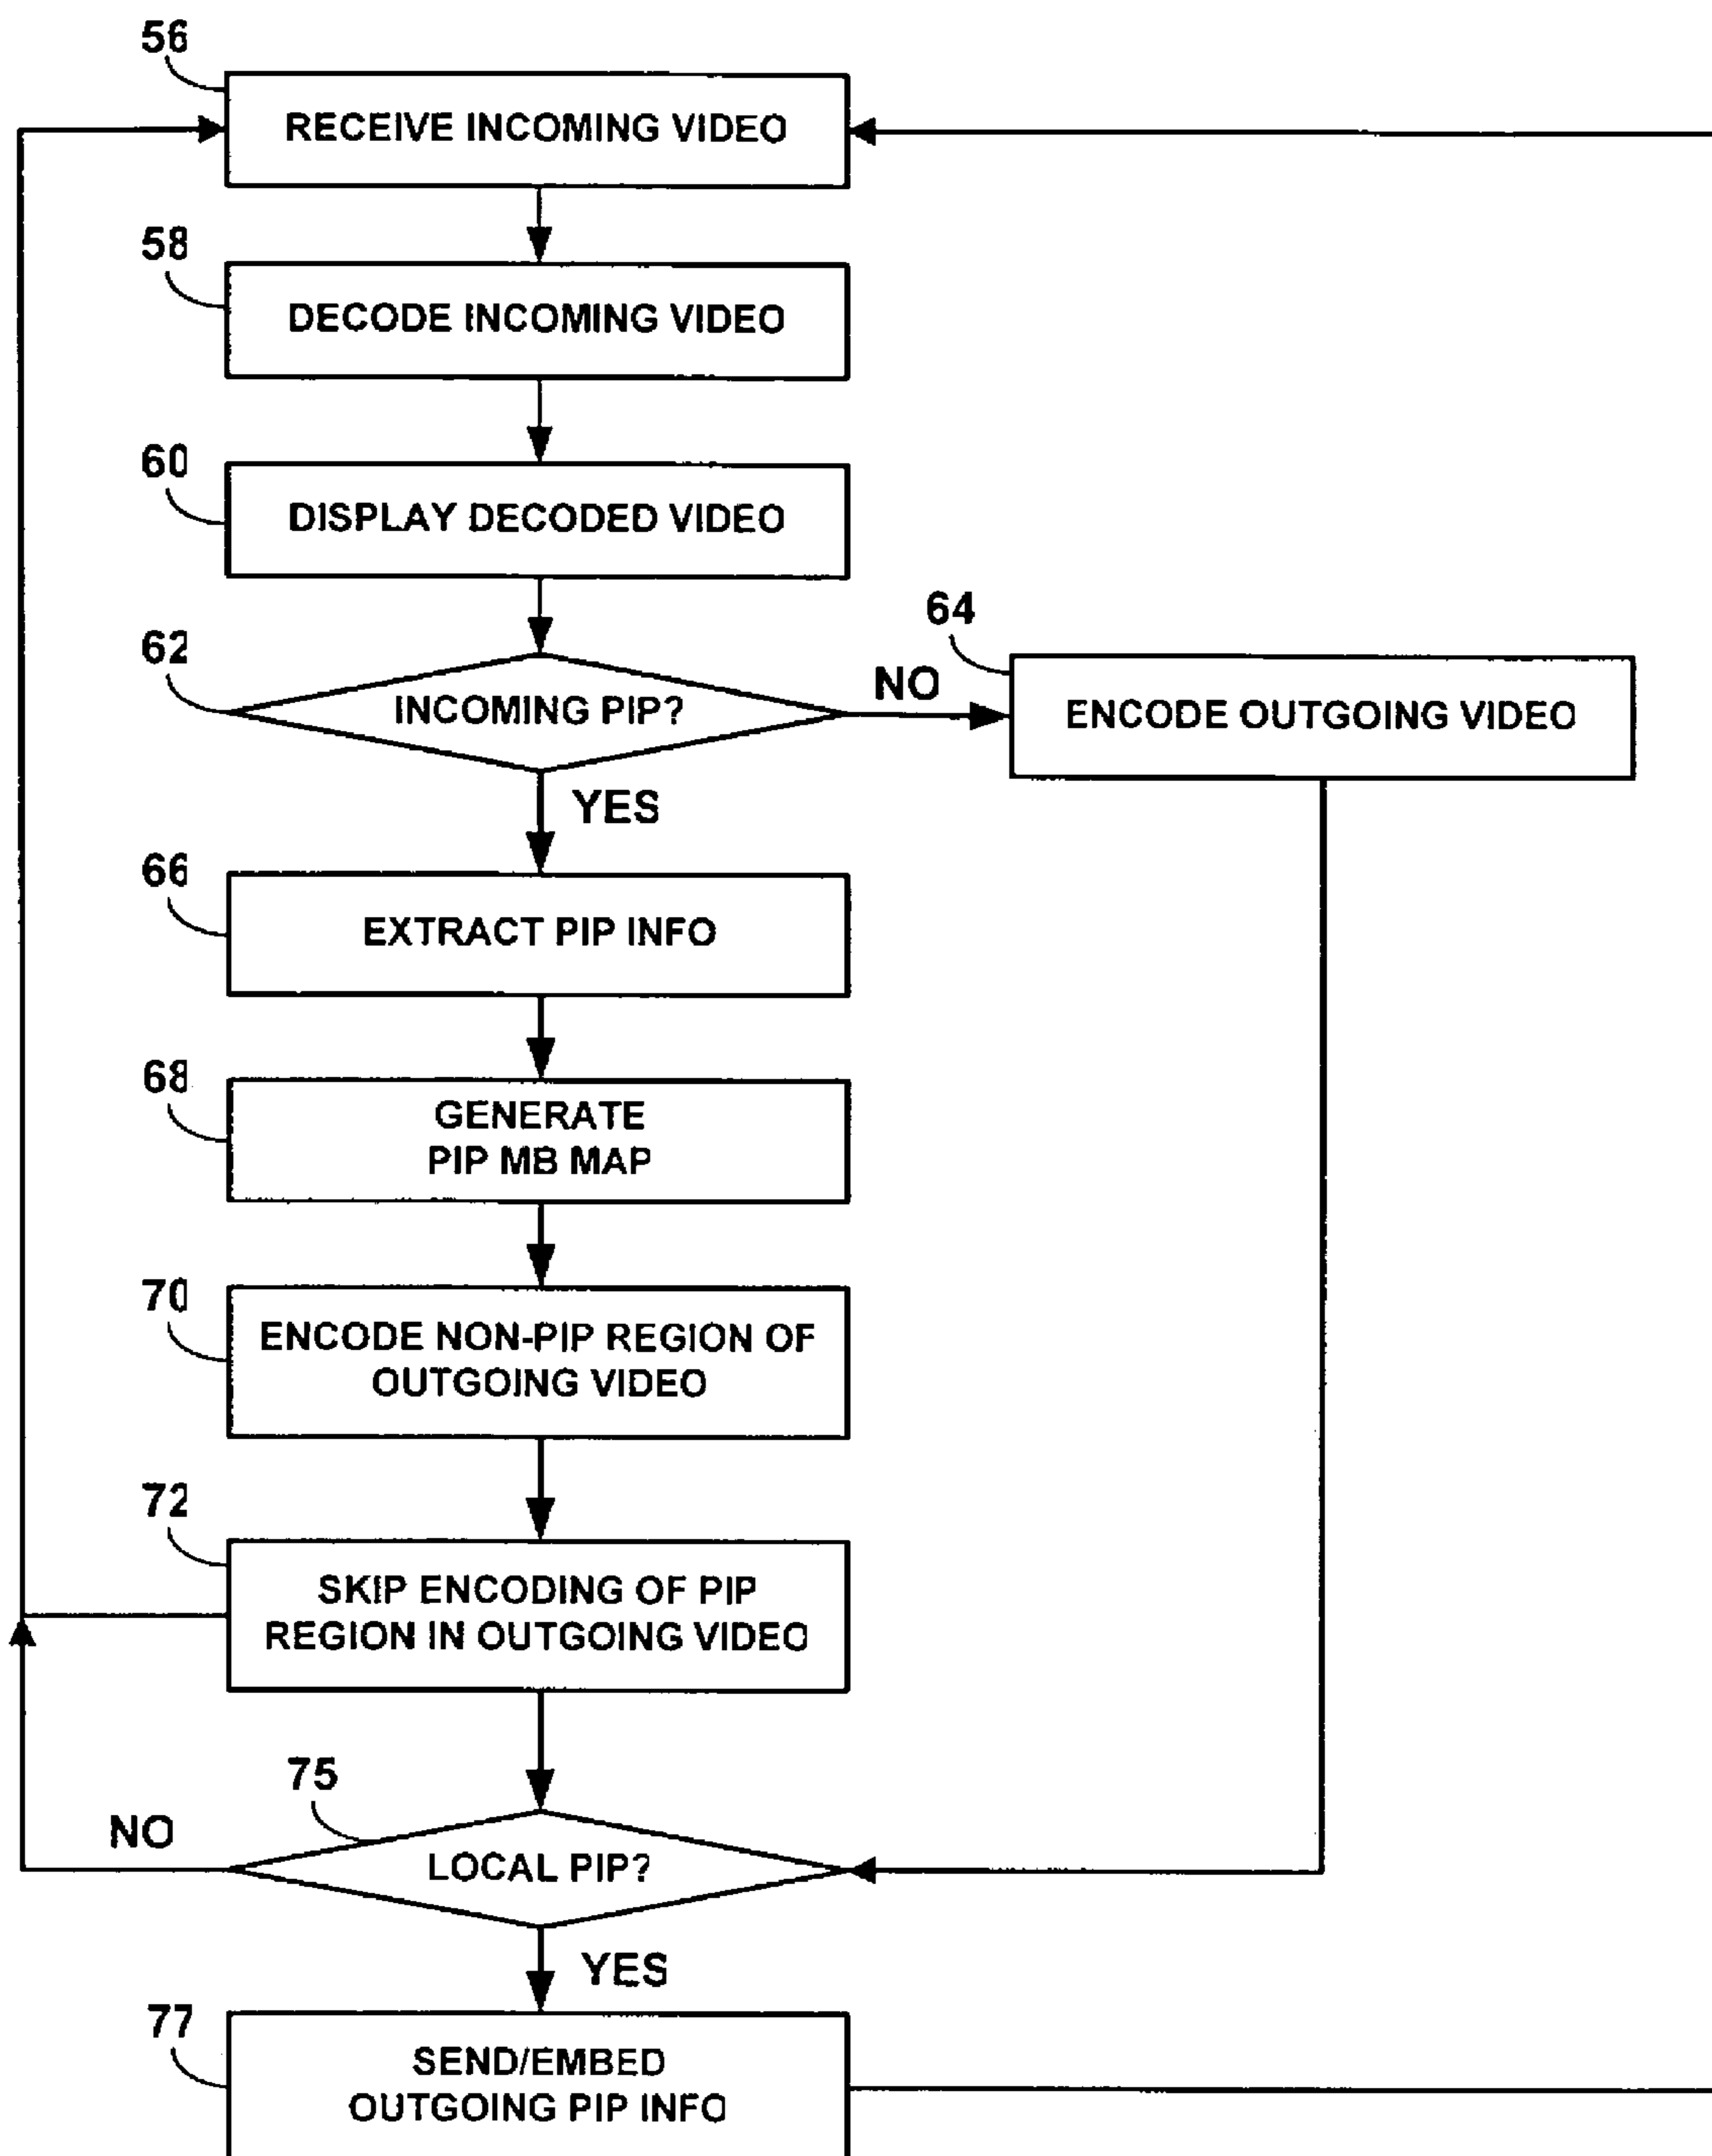 56
RECEIVE INCOMING VIDEO
58
DECODE INCOMING VIDEO
60
DISPLAY DECODED VIDEO
62
INCOMING PIP?
NO
64
ENCODE OUTGOING VIDEO
YES
66
EXTRACT PIP INFO
68
GENERATE
PIP MB MAP
70
ENCODE NON-PIP REGION OF
OUTGOING VIDEO
72
SKIP ENCODING OF PIP
REGION IN OUTGOING VIDEO
75
NO
LOCAL PIP?
YES
77
SEND/EMBED
OUTGOING PIP INFO